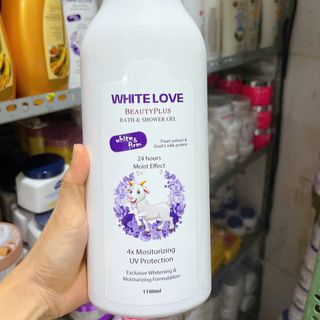 WHITE LOVE
BEAUTYPLUS
BATH & SHOWER GEL
white & firm
Pearl extract &
Goat's milk protein
24 hours
Moist Effect
4x Mositurizing
UV Protection
Exclusive Whitening &
Moisturizing Formulation
1100ml